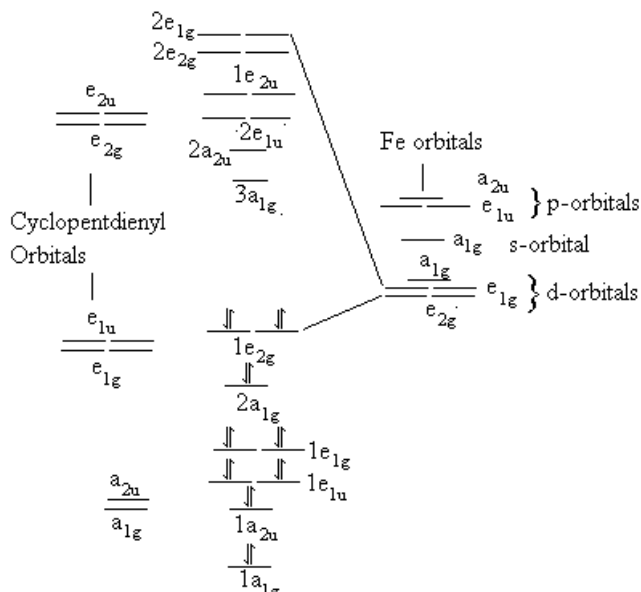 2e1g
2e2g
1e2u
e2u
e2g
2e1u
2a2u
3a1g
Fe orbitals
a2u
e1u } p-orbitals
a1g s-orbital
a1g
e1g } d-orbitals
e2g
Cyclopentdienyl
Orbitals
e1u
e1g
1e2g
2a1g
1e1g
1e1u
a2u
a1g
1a2u
1a1g